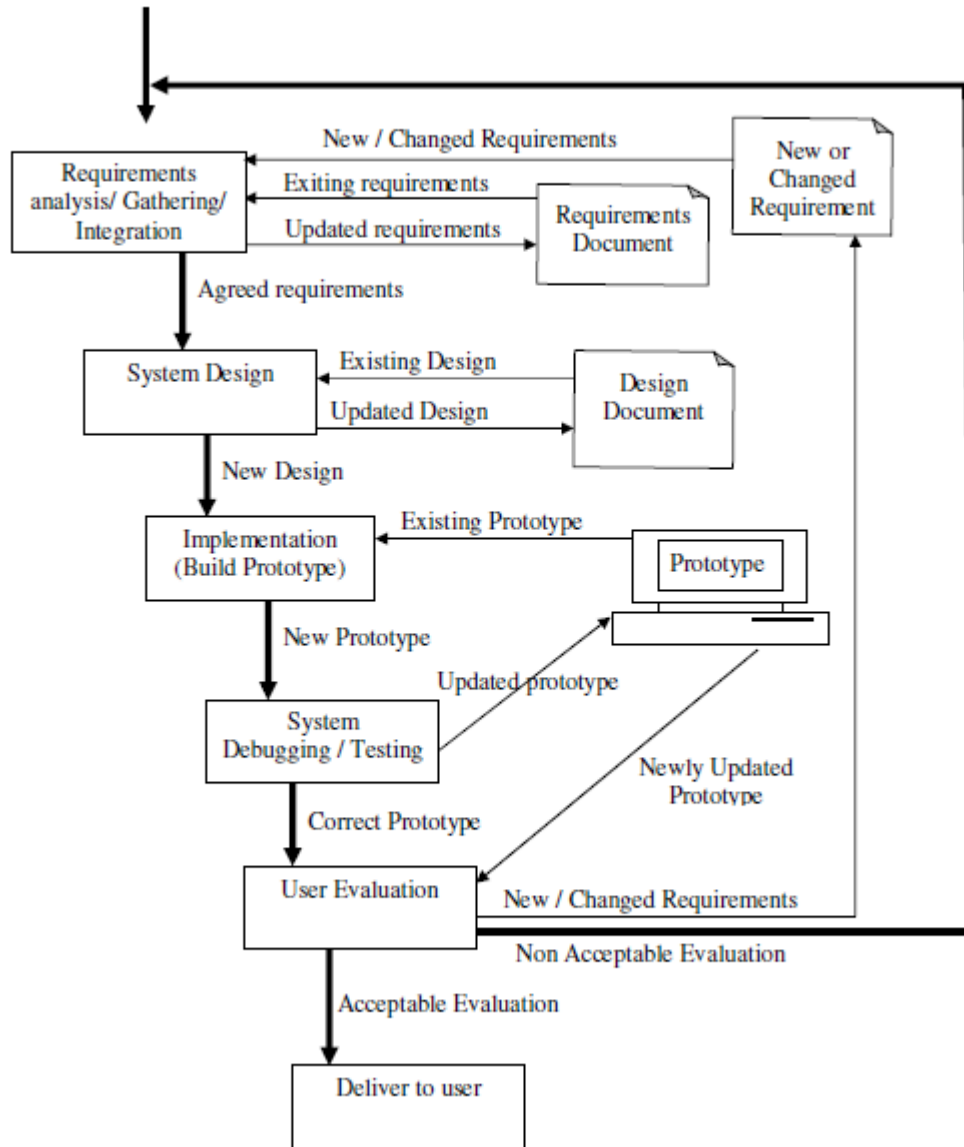 New / Changed Requirements
New or
Changed
Requirement
Requirements
analysis/ Gathering/
Integration
Exiting requirements
Requirements
Document
Updated requirements
Agreed requirements
System Design
Existing Design
Design
Document
Updated Design
New Design
Implementation
(Build Prototype)
Existing Prototype
Prototype
New Prototype
Updated prototype
System
Debugging / Testing
Newly Updated
Prototype
Correct Prototype
User Evaluation
New / Changed Requirements
Non Acceptable Evaluation
Acceptable Evaluation
Deliver to user